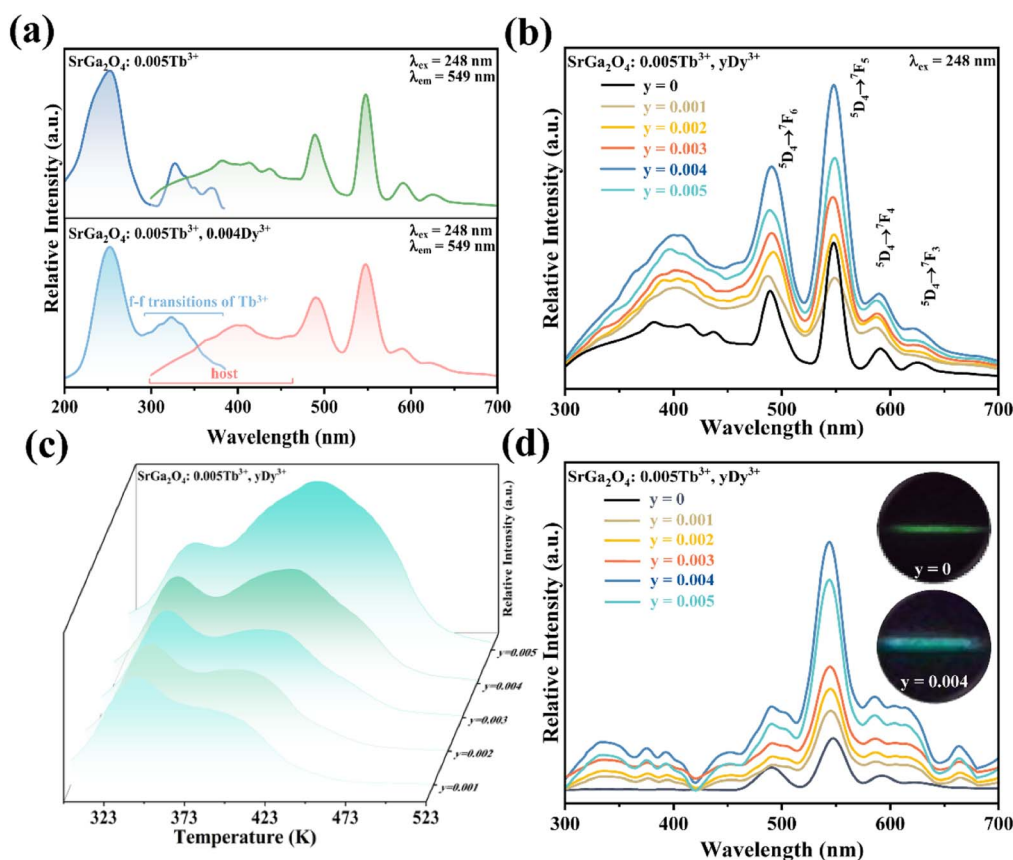 (a)
SrGa₂O₄: 0.005Tb³⁺
λₑₓ = 248 nm
λₑₘ = 549 nm
SrGa₂O₄: 0.005Tb³⁺, 0.004Dy³⁺
λₑₓ = 248 nm
λₑₘ = 549 nm
f-f transitions of Tb³⁺
host
Relative Intensity (a.u.)
200 300 400 500 600 700
Wavelength (nm)
(b)
SrGa₂O₄: 0.005Tb³⁺, yDy³⁺
λₑₓ = 248 nm
y = 0
y = 0.001
y = 0.002
y = 0.003
y = 0.004
y = 0.005
⁵D₄→⁷F₆
⁵D₄→⁷F₅
⁵D₄→⁷F₄
⁵D₄→⁷F₃
Relative Intensity (a.u.)
300 400 500 600 700
Wavelength (nm)
(c)
SrGa₂O₄: 0.005Tb³⁺, yDy³⁺
Relative Intensity (a.u.)
y=0.005
y=0.004
y=0.003
y=0.002
y=0.001
323 373 423 473 523
Temperature (K)
(d)
SrGa₂O₄: 0.005Tb³⁺, yDy³⁺
y = 0
y = 0.001
y = 0.002
y = 0.003
y = 0.004
y = 0.005
y = 0
y = 0.004
Relative Intensity (a.u.)
300 400 500 600 700
Wavelength (nm)